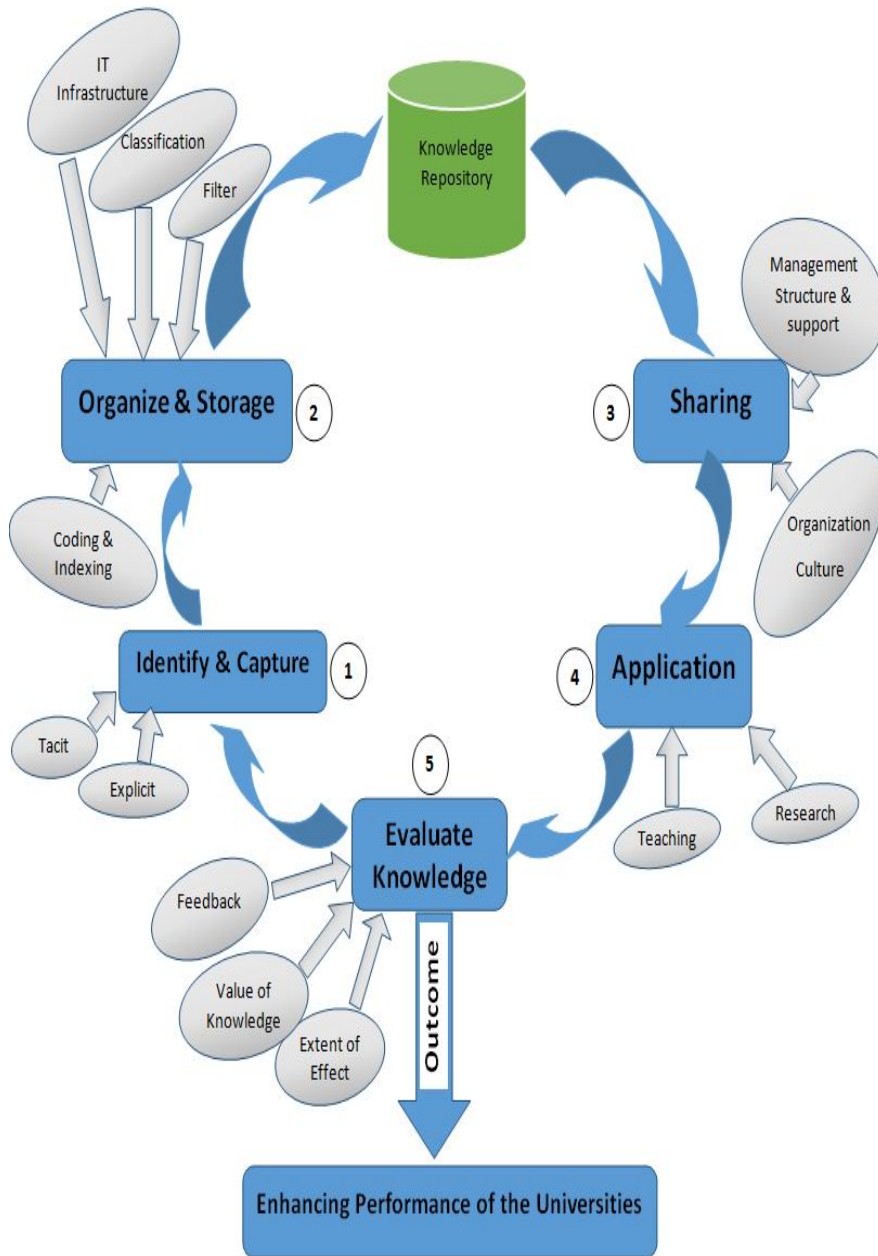 IT
Infrastructure
Classification
Filter
Knowledge
Repository
Management
Structure &
support
Organize & Storage
2
3
Sharing
Coding &
Indexing
Organization
Culture
Identify & Capture
1
4
Application
Tacit
Explicit
5
Evaluate
Knowledge
Teaching
Research
Feedback
Value of
Knowledge
Extent of
Effect
Outcome
Enhancing Performance of the Universities